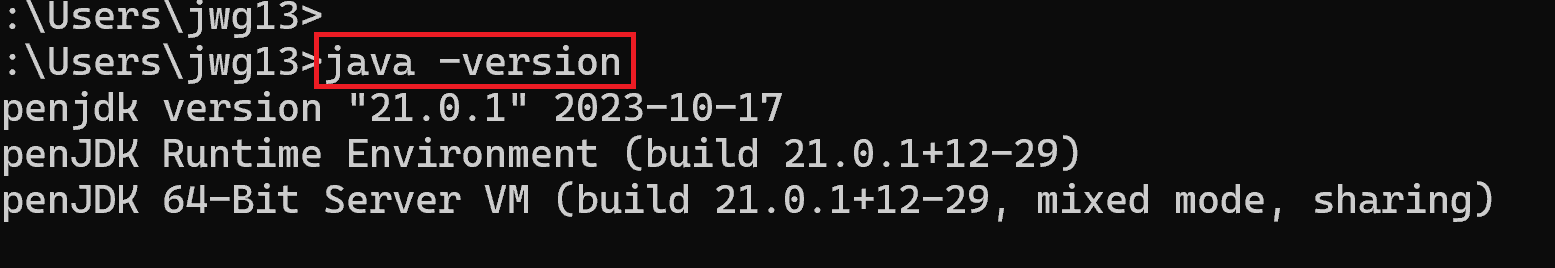 :\Users\jwg13>
:\Users\jwg13>java -version
penjdk version "21.0.1" 2023-10-17
penJDK Runtime Environment (build 21.0.1+12-29)
penJDK 64-Bit Server VM (build 21.0.1+12-29, mixed mode, sharing)